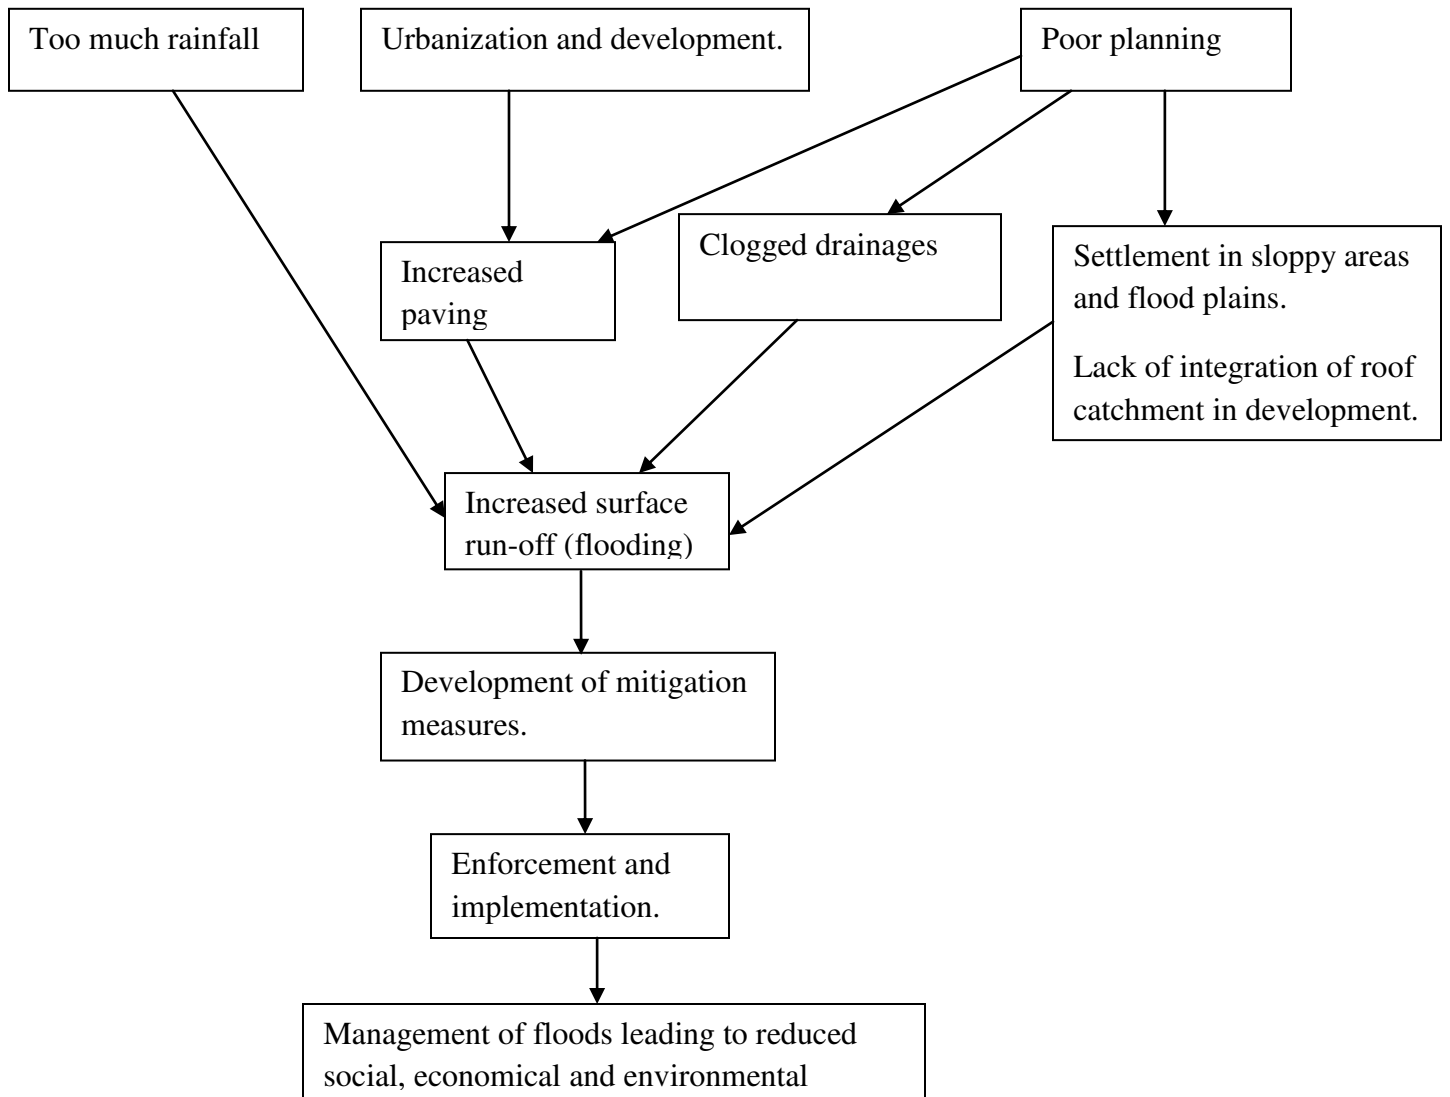 Too much rainfall
Urbanization and development.
Poor planning
Increased
paving
Clogged drainages
Settlement in sloppy areas
and flood plains.
Lack of integration of roof
catchment in development.
Increased surface
run-off (flooding)
Development of mitigation
measures.
Enforcement and
implementation.
Management of floods leading to reduced
social, economical and environmental